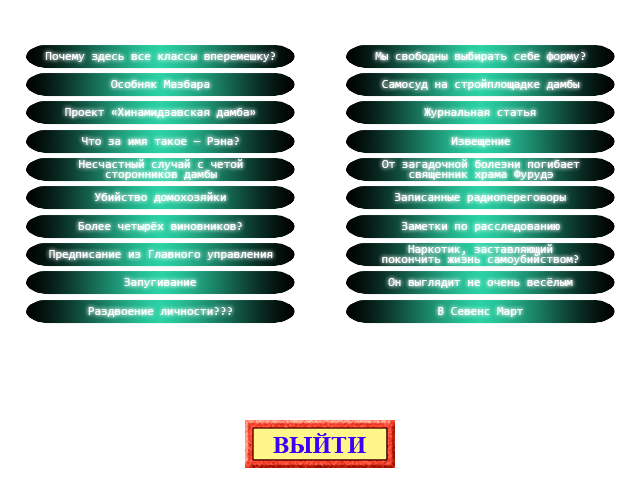 Почему здесь все классы вперемешку?
Особняк Маэбара
Проект «Хинамидзавская дамба»
Что за имя такое — Рэна?
Несчастный случай с четой
сторонников дамбы
Убийство домохозяйки
Более четырёх виновников?
Предписание из Главного управления
Запугивание
Раздвоение личности???
Мы свободны выбирать себе форму?
Самосуд на стройплощадке дамбы
Журнальная статья
Извещение
От загадочной болезни погибает
священник храма Фурудэ
Записанные радиопереговоры
Заметки по расследованию
Наркотик, заставляющий
покончить жизнь самоубийством?
Он выглядит не очень весёлым
В Севенс Март
ВЫЙТИ